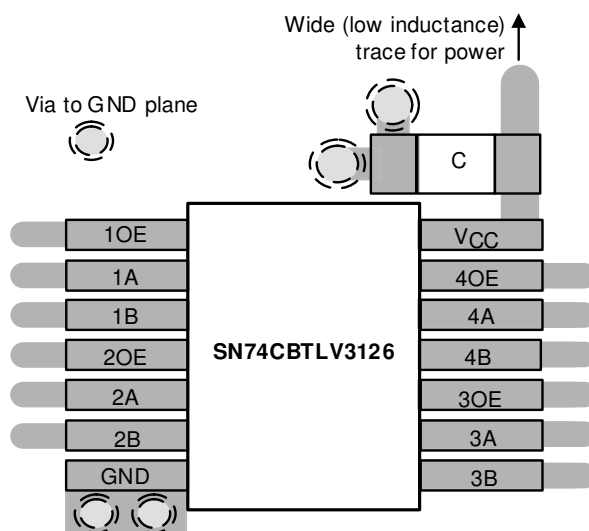 Wide (low inductance)
trace for power
Via to GND plane
C
1OE
1A
1B
2OE
2A
2B
GND
SN74CBTLV3126
VCC
4OE
4A
4B
3OE
3A
3B